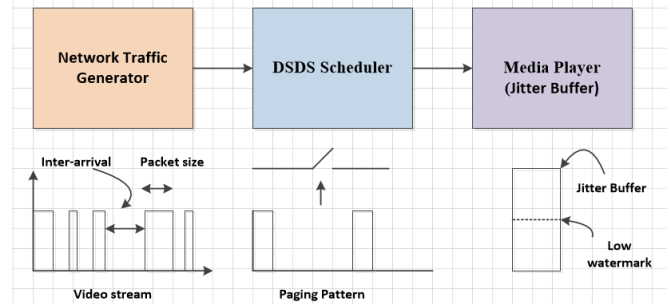 Network Traffic
Generator
DSDS Scheduler
Media Player
(Jitter Buffer)
Inter-arrival
Packet size
Jitter Buffer
Low
watermark
Video stream
Paging Pattern